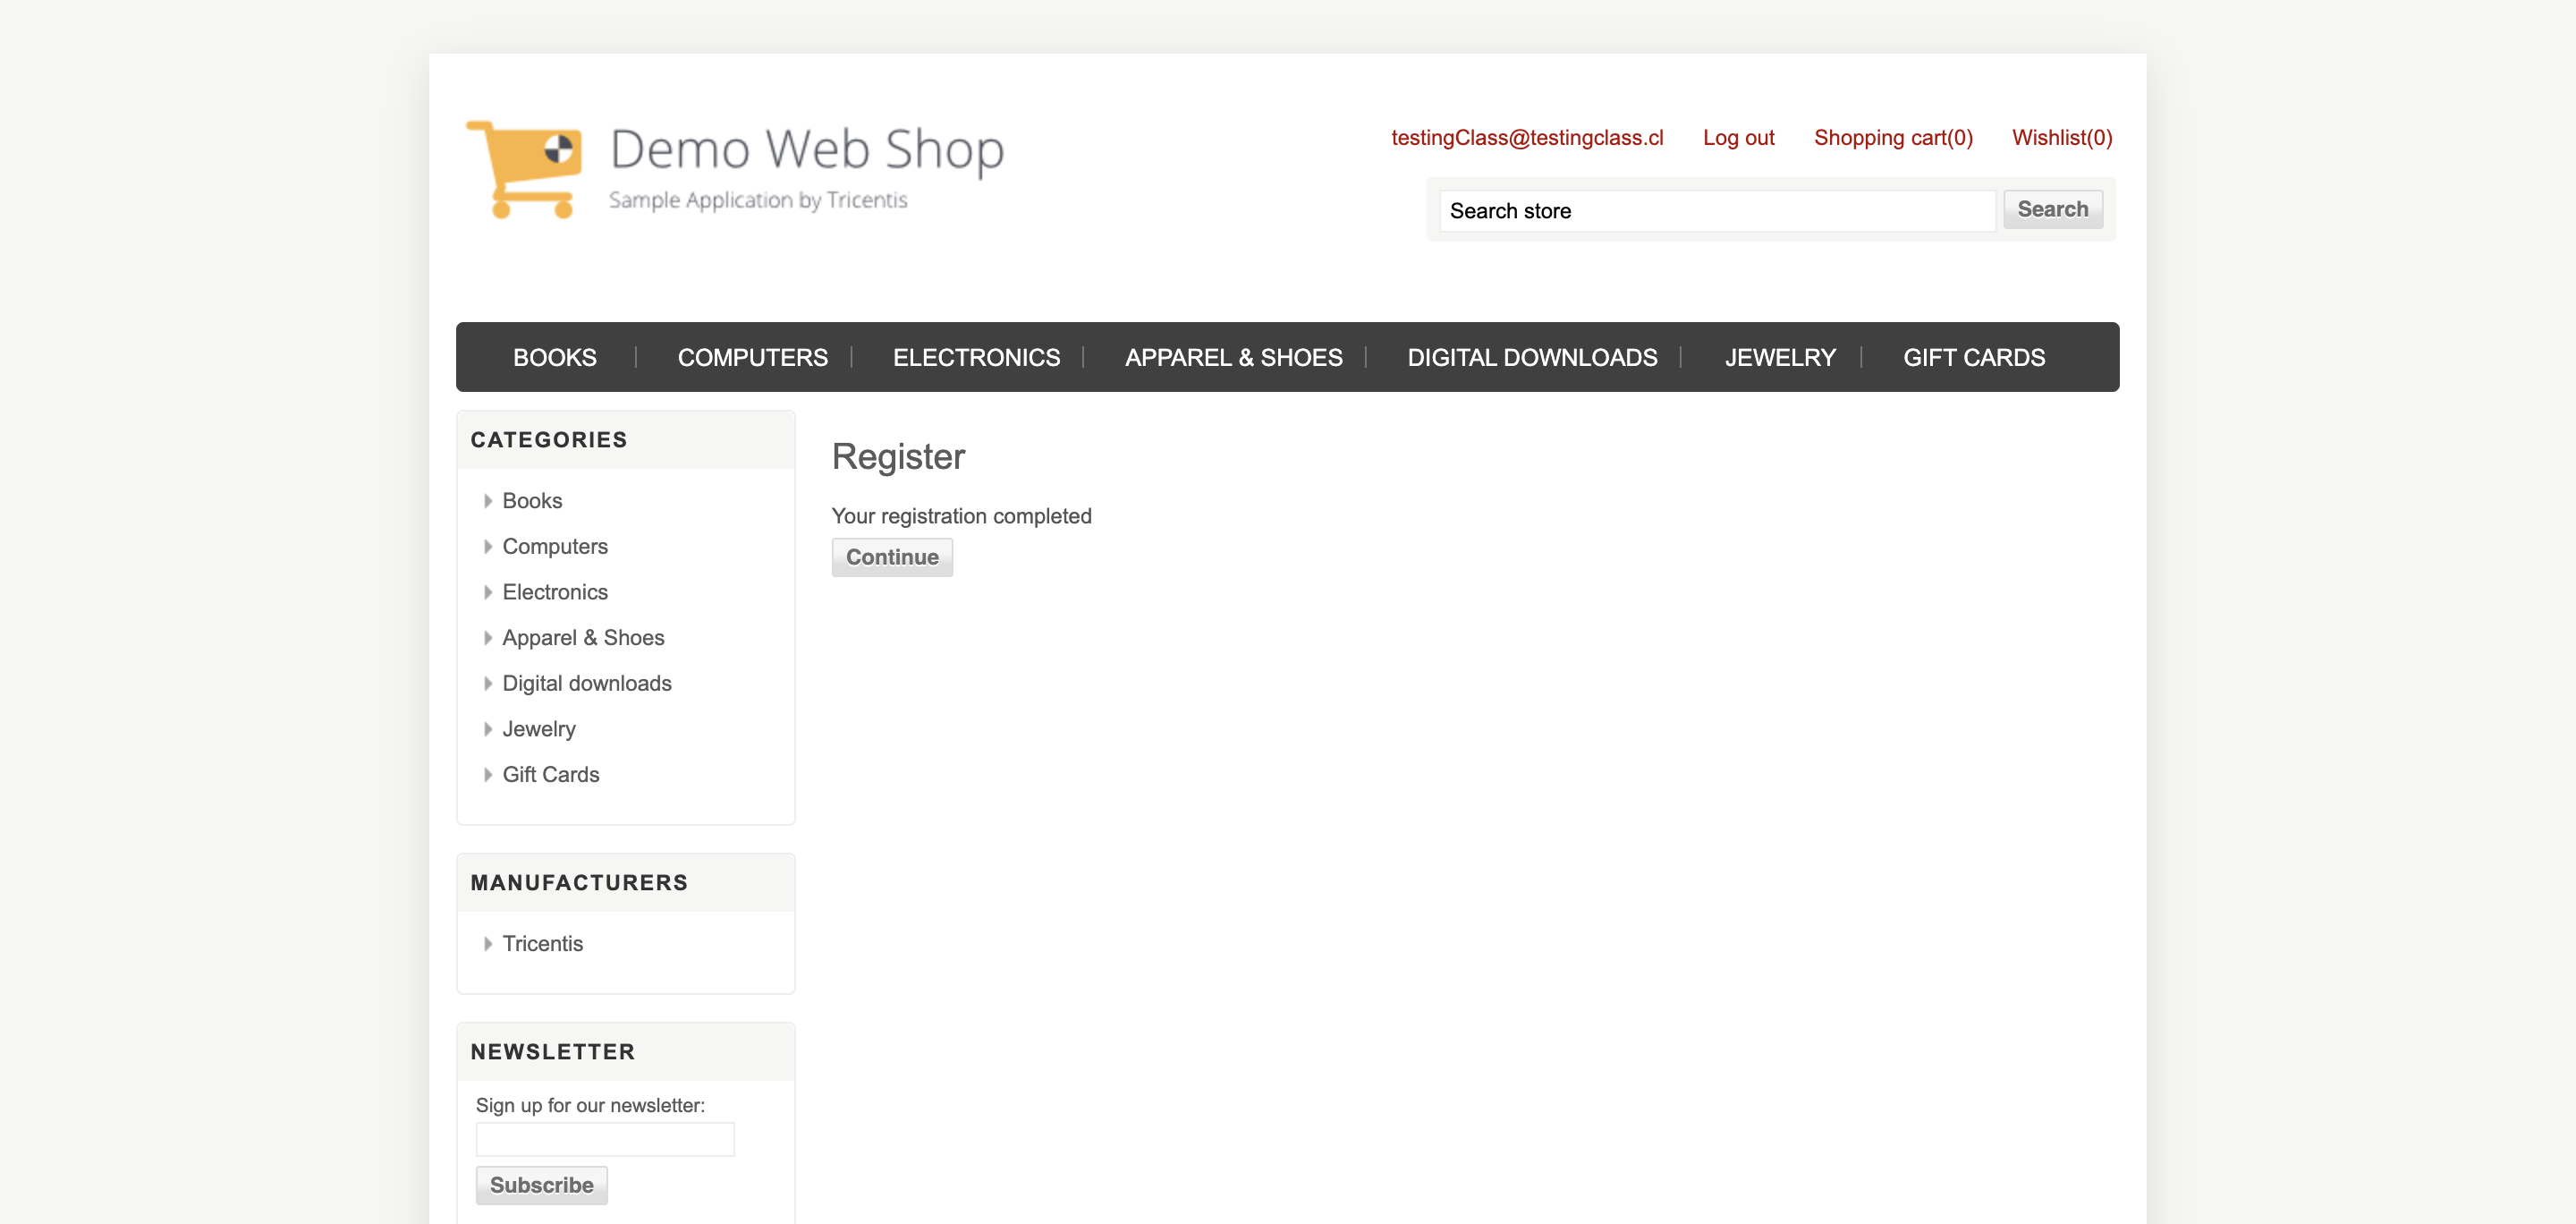 Demo Web Shop
Sample Application by Tricentis
testingClass@testingclass.cl Log out Shopping cart(0) Wishlist(0)
Search store Search
BOOKS COMPUTERS ELECTRONICS APPAREL & SHOES DIGITAL DOWNLOADS JEWELRY GIFT CARDS
CATEGORIES
Books
Computers
Electronics
Apparel & Shoes
Digital downloads
Jewelry
Gift Cards
MANUFACTURERS
Tricentis
NEWSLETTER
Sign up for our newsletter:
Subscribe
Register
Your registration completed
Continue